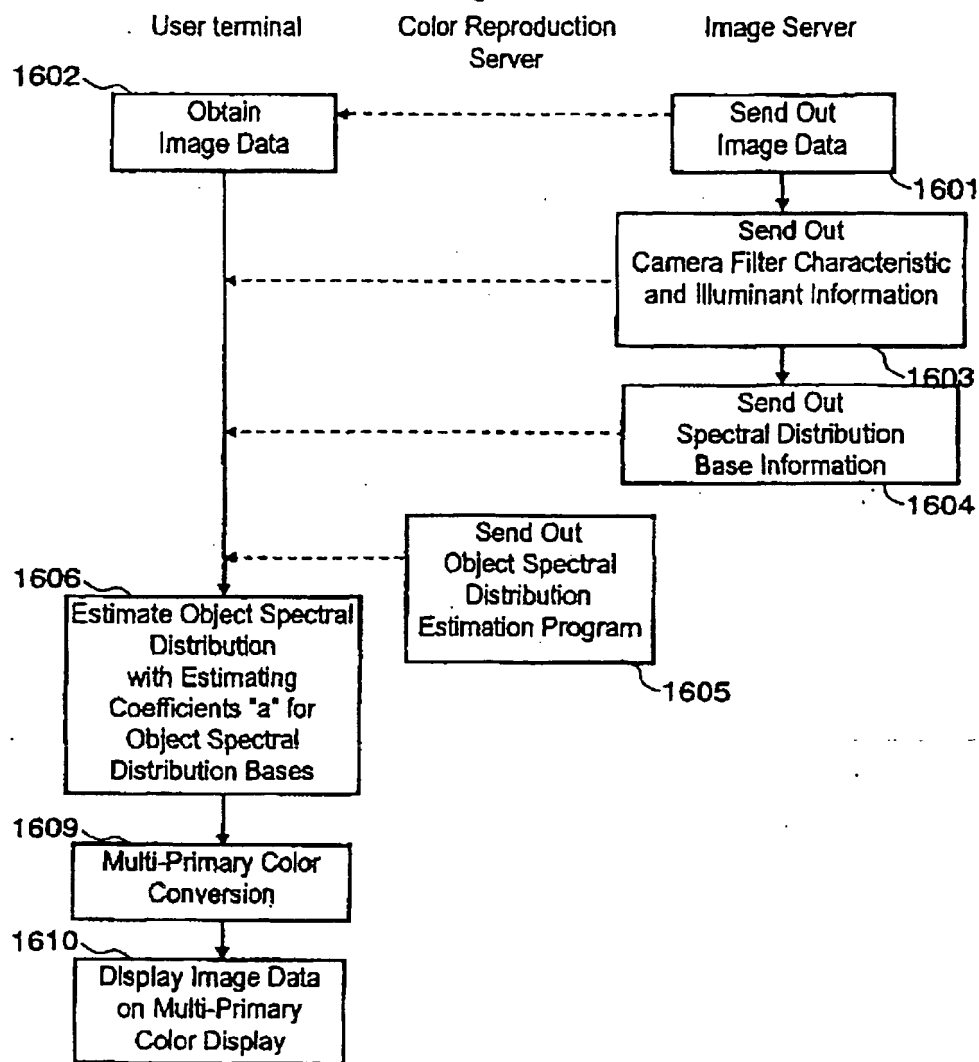 User terminal
Color Reproduction
Server
Image Server
1602
Obtain
Image Data
Send Out
Image Data
1601
Send Out
Camera Filter Characteristic
and Illuminant Information
1603
Send Out
Spectral Distribution
Base Information
1604
Send Out
Object Spectral
Distribution
Estimation Program
1605
1606
Estimate Object Spectral
Distribution
with Estimating
Coefficients "a" for
Object Spectral
Distribution Bases
1609
Multi-Primary Color
Conversion
1610
Display Image Data
on Multi-Primary
Color Display